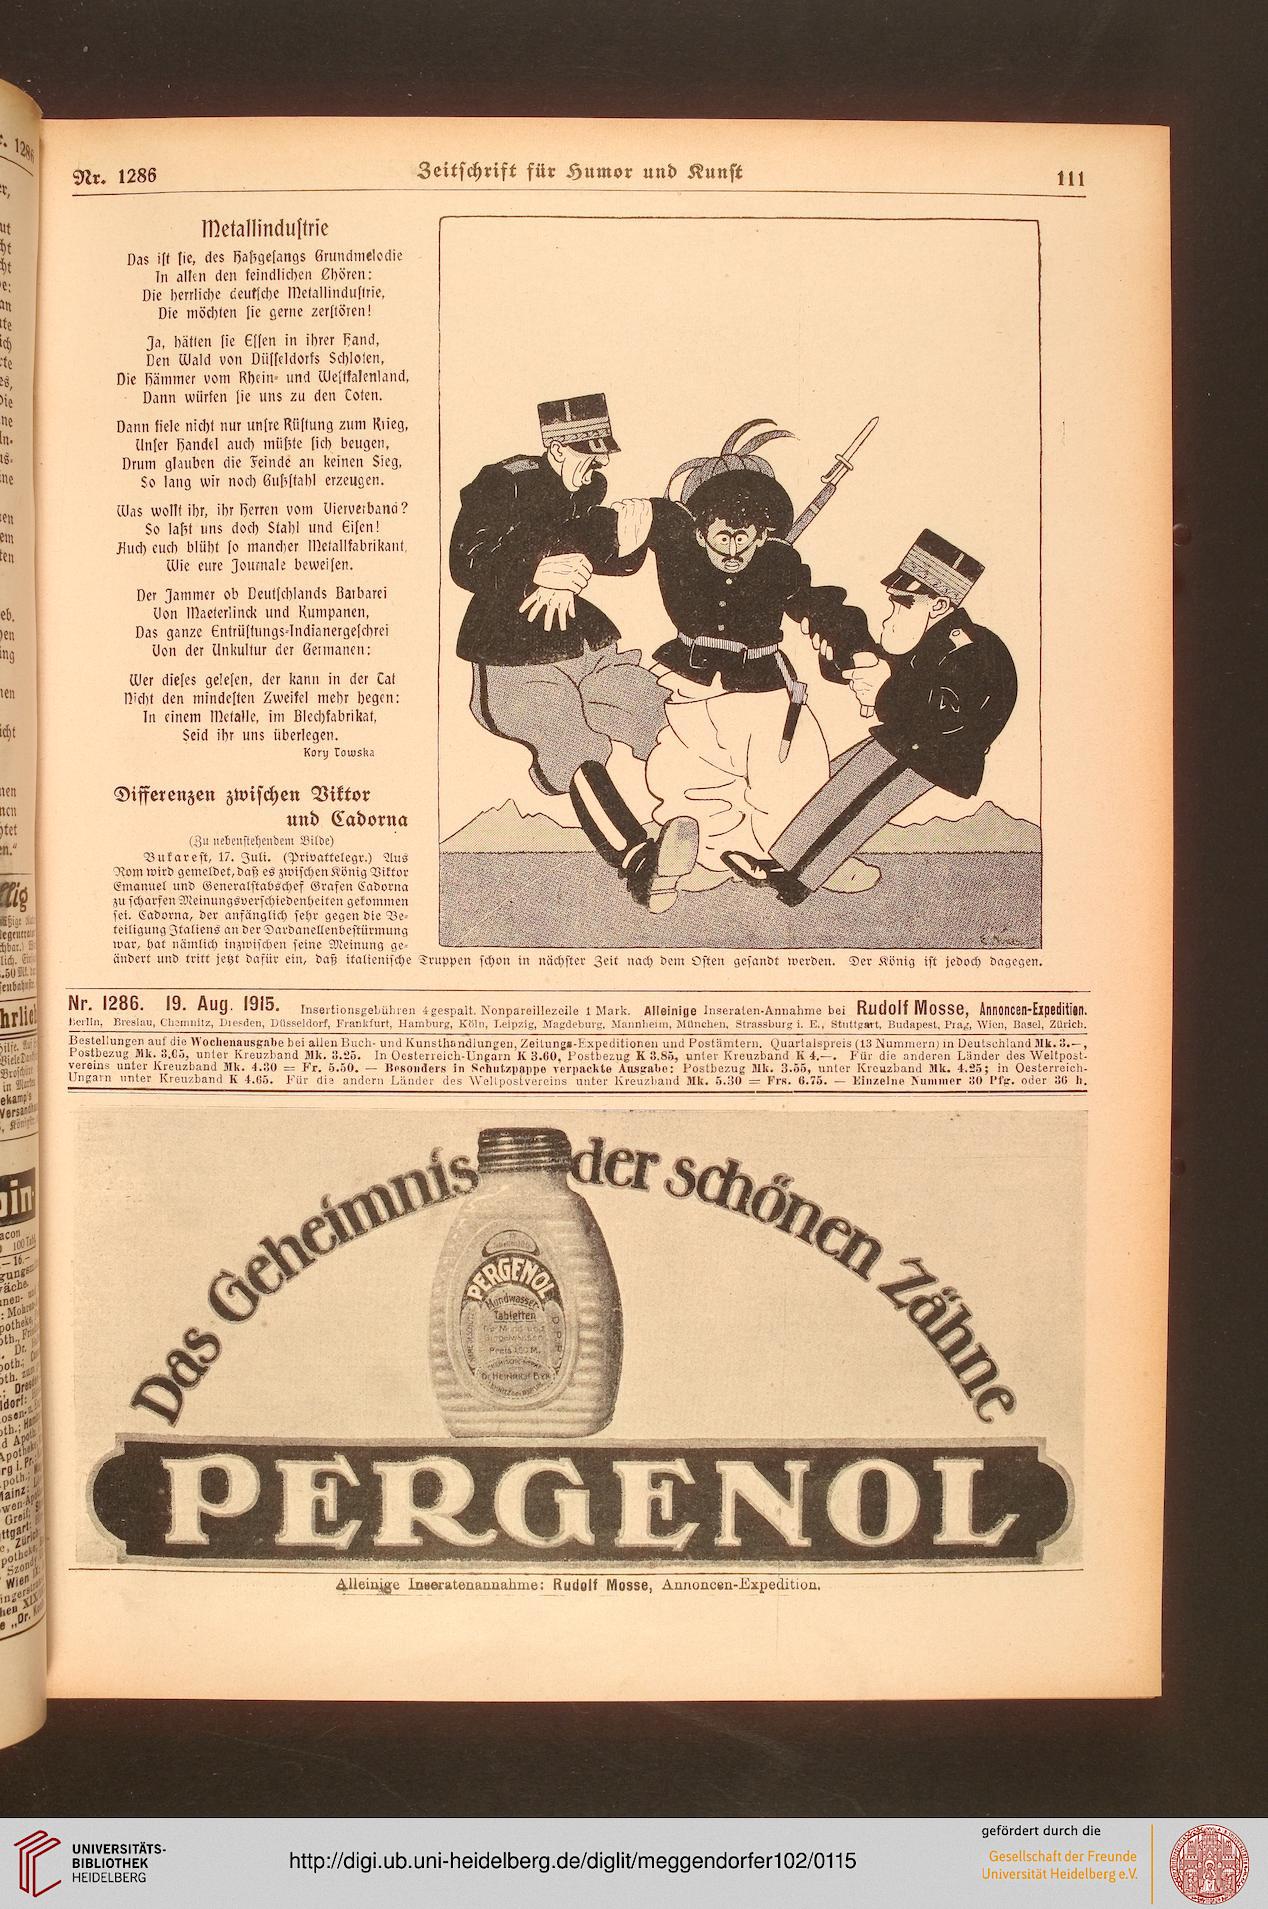 Nr. 1286
Zeitschrift für Humor und Kunst
111
Metallindustrie
Das ist sie, des Haßgesangs Grundmelodie
In allen den feindlichen Chören:
Die herrliche deutsche Metallindustrie,
Die möchten sie gerne zerstören!
Ja, hätten sie Essen in ihrer Hand,
Den Wald von Düsseldorfs Schloten,
Die Hämmer vom Rhein- und Westfalenland,
Dann würfen sie uns zu den Toten.
Dann fiele nicht nur unsre Rüstung zum Krieg,
Unser Handel auch müßte sich beugen,
Drum glauben die Feinde an keinen Sieg,
So lang wir noch Gußstahl erzeugen.
Was wollt ihr, ihr Herren vom Vierverband?
So laßt uns doch Stahl und Eisen!
Auch euch blüht so mancher Metallfabrikant,
Wie eure Journale beweisen.
Der Jammer ob Deutschlands Barbarei
Von Maeterlinck und Kumpanen,
Das ganze Entrüstungs-Indianergeschrei
Von der Unkultur der Germanen:
Wer dieses gelesen, der kann in der Tat
Nicht den mindesten Zweifel mehr hegen:
In einem Metalle, im Blechfabrikat,
Seid ihr uns überlegen.
Kory Towska
Differenzen zwischen Viktor
und Cadorna
(Zu nebenstehendem Bilde)
Bukarest, 17. Juli. (Privattelegr.) Aus
Rom wird gemeldet, daß es zwischen König Viktor
Emanuel und Generalstabschef Grafen Cadorna
zu scharfen Meinungsverschiedenheiten gekommen
sei. Cadorna, der anfänglich sehr gegen die Be-
teiligung Italiens an der Dardanellenbestürmung
war, hat nämlich inzwischen seine Meinung ge-
ändert und tritt jetzt dafür ein, daß italienische Truppen schon in nächster Zeit nach dem Osten gesandt werden. Der König ist jedoch dagegen.
Nr. 1286. 19. Aug. 1915. Insertionsgebühren 4gespalt. Nonpareillezeile 1 Mark. Alleinige Inseraten-Annahme bei Rudolf Mosse, Annoncen-Expedition.
Berlin, Breslau, Chemnitz, Dresden, Düsseldorf, Frankfurt, Hamburg, Köln, Leipzig, Magdeburg, Mannheim, München, Strassburg i. E., Stuttgart, Budapest, Prag, Wien, Basel, Zürich.
Bestellungen auf die Wochenausgabe bei allen Buch- und Kunsthandlungen, Zeitungs-Expeditionen und Postämtern. Quartalspreis (13 Nummern) in Deutschland Mk. 3.—,
Postbezug Mk. 3.05, unter Kreuzband Mk. 3.25. In Oesterreich-Ungarn K 3.60, Postbezug K 3.85, unter Kreuzband K 4.—. Für die anderen Länder des Weltpost-
vereins unter Kreuzband Mk. 4.30 = Fr. 5.50. — Besonders in Schutzpappe verpackte Ausgabe: Postbezug Mk. 3.55, unter Kreuzband Mk. 4.25; in Oesterreich-
Ungarn unter Kreuzband K 4.65. Für die andern Länder des Weltpostvereins unter Kreuzband Mk. 5.30 = Frs. 6.75. — Einzelne Nummer 30 Pfg. oder 36 h.
Das Geheimnis der schönen Zähne
PERGENOL
Mundwasser-
Tabletten
PERGENOL
Alleinige Inseratenannahme: Rudolf Mosse, Annoncen-Expedition.
UNIVERSITÄTS-
BIBLIOTHEK
HEIDELBERG
http://digi.ub.uni-heidelberg.de/diglit/meggendorfer102/0115
gefördert durch die
Gesellschaft der Freunde
Universität Heidelberg e.V.